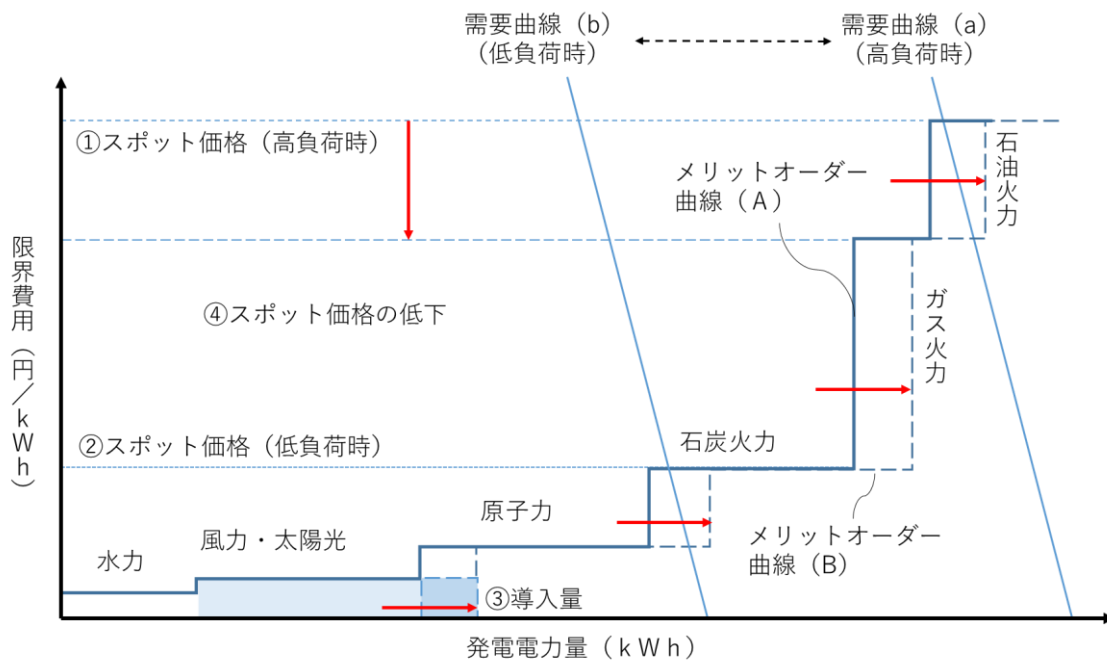 需要曲線（b）
（低負荷時）
需要曲線（a）
（高負荷時）
①スポット価格（高負荷時）
メリットオーダー
曲線（A）
石油火力
限界費用（円／kWh）
④スポット価格の低下
ガス火力
②スポット価格（低負荷時）
石炭火力
原子力
風力・太陽光
水力
メリットオーダー
曲線（B）
③導入量
発電電力量（kWh）